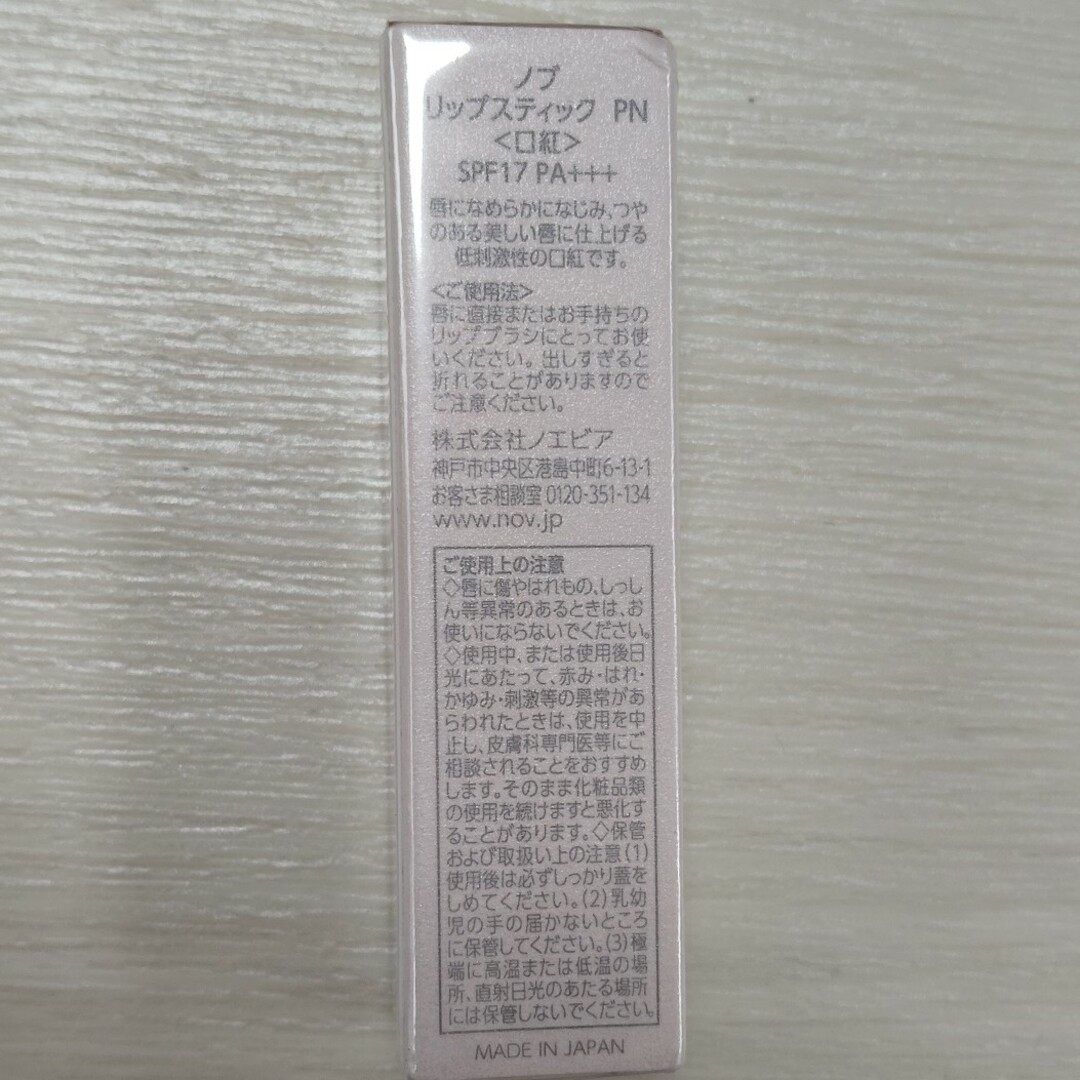 ノブ
リップスティック PN
<口紅>
SPF17 PA+++
唇になめらかになじみ、つや
のある美しい唇に仕上げる
低刺激性の口紅です。
<ご使用法>
唇に直接またはお手持ちの
リップブラシにとってお使
いください。出しすぎると
折れることがありますので
ご注意ください。
株式会社ノエビア
神戸市中央区港島中町6-13-1
お客さま相談室 0120-351-134
www.nov.jp
ご使用上の注意
◇唇に傷やはれもの、しっし
ん等異常のあるときは、お
使いにならないでください。
◇使用中、または使用後日
光にあたって、赤み・はれ・
かゆみ・刺激等の異常があ
らわれたときは、使用を中
止し、皮膚科専門医等にご
相談されることをおすすめ
します。そのまま化粧品類
の使用を続けますと悪化す
ることがあります。◇保管
および取扱い上の注意(1)
使用後は必ずしっかり蓋を
しめてください。(2)乳幼
児の手の届かないところ
に保管してください。(3)極
端に高温または低温の場
所、直射日光のあたる場所
には保管しないでください。
MADE IN JAPAN